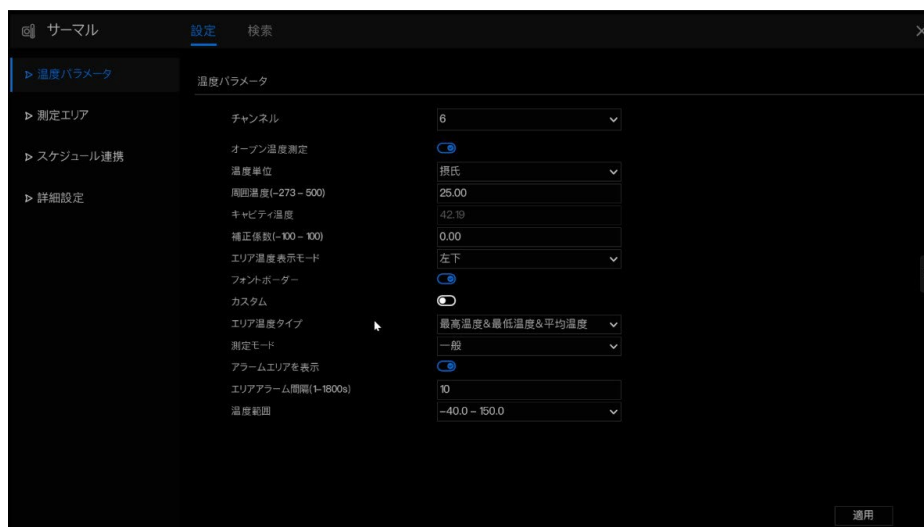 サーマル 設定 検索
温度パラメータ
測定エリア
スケジュール連携
詳細設定
温度パラメータ
チャンネル 6
オープン温度測定
温度単位 摂氏
周囲温度(-273 - 500) 25.00
キャビティ温度 42.19
補正係数(-100 - 100) 0.00
エリア温度表示モード 左下
フォントボーダー
カスタム
エリア温度タイプ 最高温度&最低温度&平均温度
測定モード 一般
アラームエリアを表示
エリアアラーム間隔(1-1800s) 10
温度範囲 -40.0 - 150.0
適用